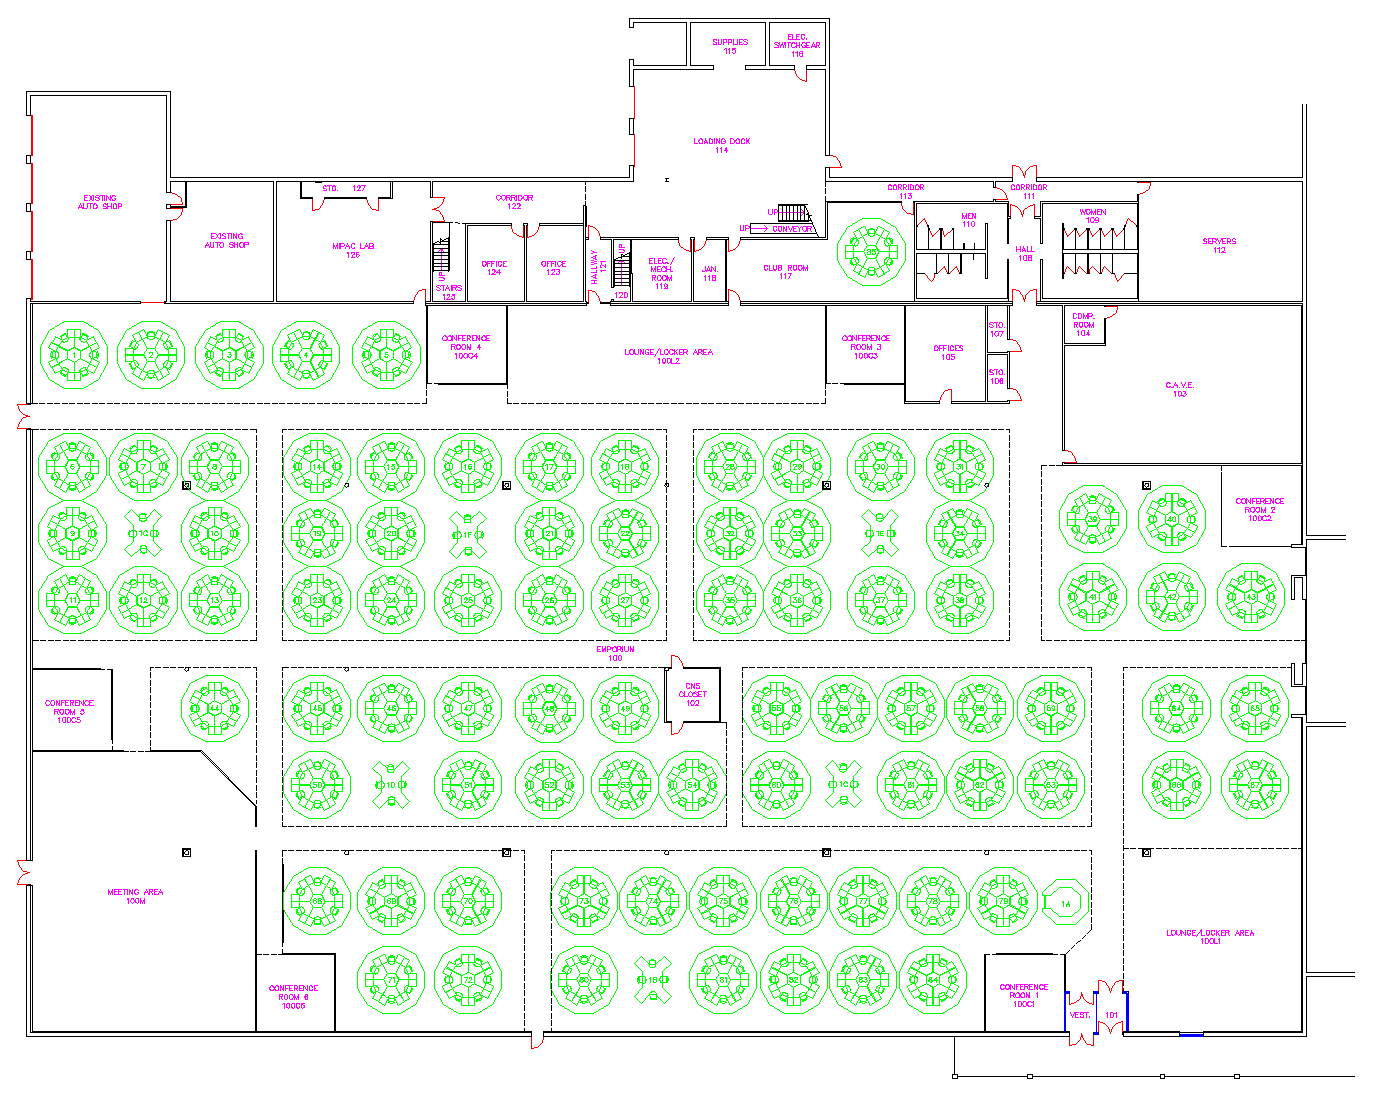 SUPPLIES
115
ELEC.
SWITCHGEAR
116
LOADING DOCK
114
EXISTING
AUTO SHOP
EXISTING
AUTO SHOP
STO. 127
MIPAC LAB
126
CORRIDOR
122
CORRIDOR
113
CORRIDOR
111
MEN
110
WOMEN
109
HALL
108
SERVERS
112
UP
UP
CONVEYOR
UP
STAIRS
125
OFFICE
124
OFFICE
123
HALLWAY
121
UP
120
ELEC./
MECH.
ROOM
119
JAN.
118
CLUB ROOM
117
85
1
2
3
4
5
CONFERENCE
ROOM 4
100C4
LOUNGE/LOCKER AREA
100L2
CONFERENCE
ROOM 3
100C3
OFFICES
105
STO.
107
STO.
106
COMP.
ROOM
104
C.A.V.E.
103
6
7
8
14
15
16
17
18
28
29
30
31
9
1G
10
19
20
1F
21
22
32
33
1E
34
11
12
13
23
24
25
26
27
35
36
37
38
39
40
CONFERENCE
ROOM 2
100C2
41
42
43
EMPORIUM
100
CONFERENCE
ROOM 5
100C5
44
45
46
47
48
49
CNS
CLOSET
102
55
56
57
58
59
64
65
50
1D
51
52
53
54
60
1C
61
62
63
66
67
MEETING AREA
100M
68
69
70
73
74
75
76
77
78
79
1A
71
72
80
1B
81
82
83
84
LOUNGE/LOCKER AREA
100L1
CONFERENCE
ROOM 6
100C6
CONFERENCE
ROOM 1
100C1
VEST. 101